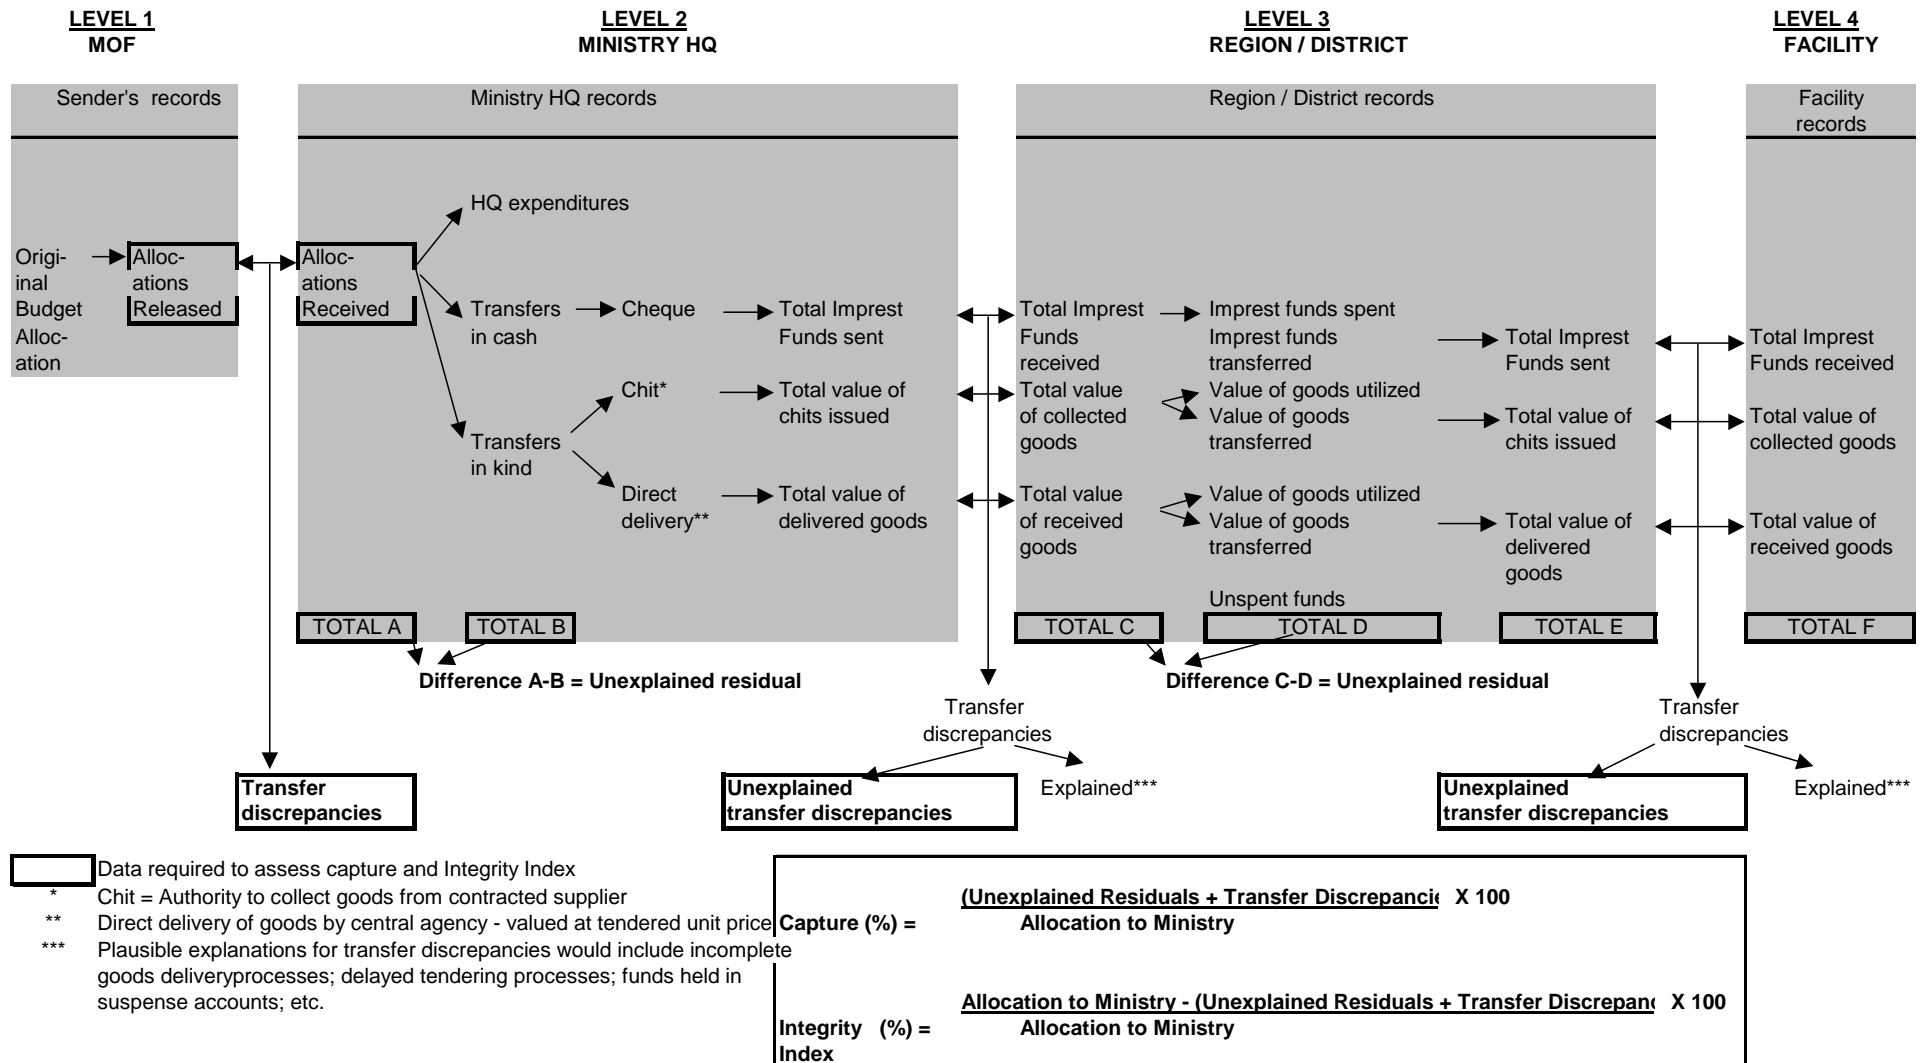 LEVEL 1
MOF
LEVEL 2
MINISTRY HQ
LEVEL 3
REGION / DISTRICT
LEVEL 4
FACILITY
Sender's records
Ministry HQ records
Region / District records
Facility
records
Origi-
inal
Budget
Alloc-
ation
Alloc-
ations
Released
Alloc-
ations
Received
HQ expenditures
Transfers
in cash
Cheque
Total Imprest
Funds sent
Transfers
in kind
Chit*
Total value of
chits issued
Direct
delivery**
Total value of
delivered goods
TOTAL A
TOTAL B
Difference A-B = Unexplained residual
Total Imprest
Funds
received
Total value
of collected
goods
Total value
of received
goods
Imprest funds spent
Imprest funds
transferred
Value of goods utilized
Value of goods
transferred
Value of goods utilized
Value of goods
transferred
Unspent funds
Total Imprest
Funds sent
Total value of
chits issued
Total value of
delivered
goods
TOTAL C
TOTAL D
TOTAL E
Difference C-D = Unexplained residual
Total Imprest
Funds received
Total value of
collected goods
Total value of
received goods
TOTAL F
Transfer
discrepancies
Transfer
discrepancies
Unexplained
transfer discrepancies
Explained***
Transfer
discrepancies
Unexplained
transfer discrepancies
Explained***
Data required to assess capture and Integrity Index
* Chit = Authority to collect goods from contracted supplier
** Direct delivery of goods by central agency - valued at tendered unit price
*** Plausible explanations for transfer discrepancies would include incomplete
goods deliveryprocesses; delayed tendering processes; funds held in
suspense accounts; etc.
(Unexplained Residuals + Transfer Discrepancie X 100
Capture (%) = Allocation to Ministry
Allocation to Ministry - (Unexplained Residuals + Transfer Discrepanc X 100
Integrity (%) = Allocation to Ministry
Index